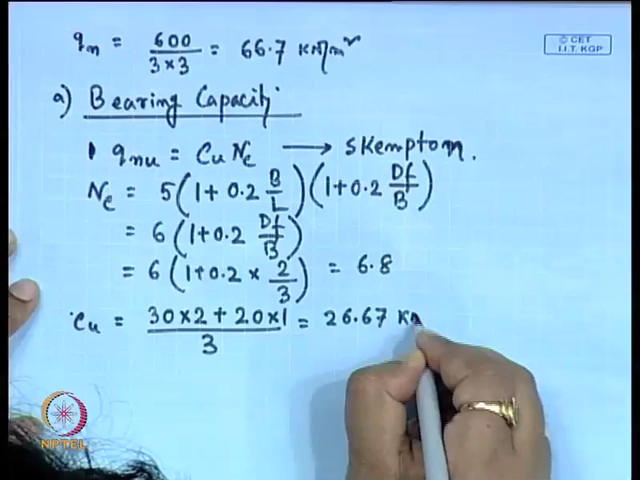 qn = 600 / 3×3 = 66.7 KN/m²
© CET
I.I.T. KGP
a) Bearing Capacity
qnu = Cu Nc → Skempton.
Nc = 5(1+0.2 B/L)(1+0.2 Df/B)
= 6(1+0.2 Df/B)
= 6(1+0.2 × 2/3) = 6.8
Cu = 30×2 + 20×1 / 3 = 26.67 KN
NPTEL